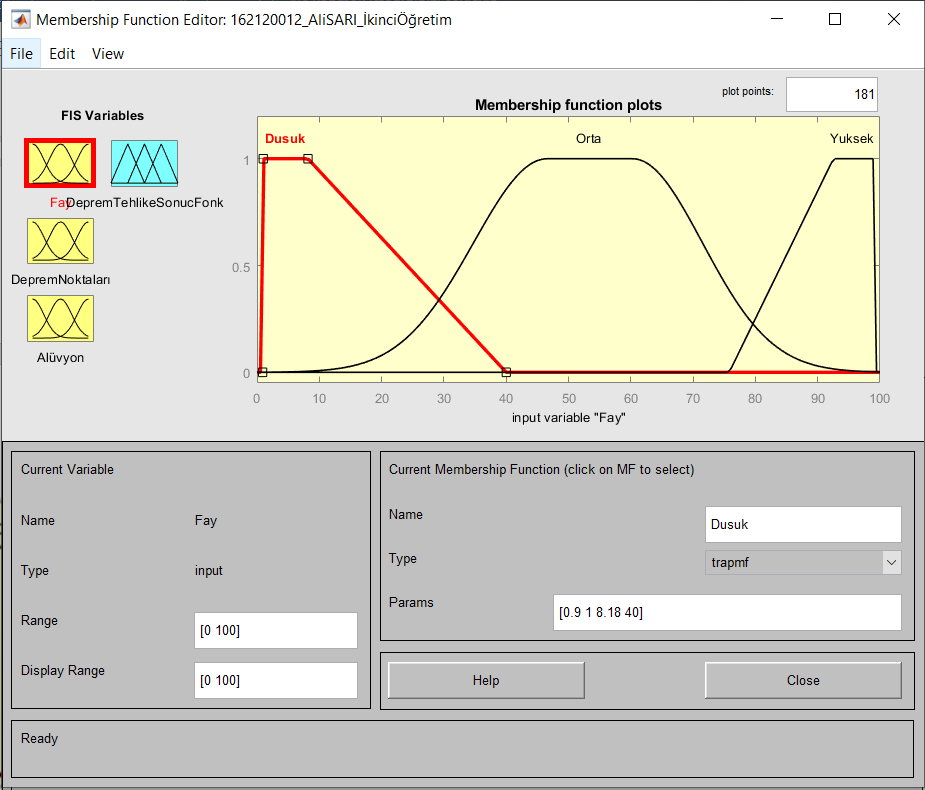 Membership Function Editor: 162120012_AliSARI_İkinciÖğretim
File Edit View
plot points: 181
FIS Variables
Membership function plots
Dusuk Orta Yuksek
Fay
DepremTehlikeSonucFonk
DepremNoktaları
Alüvyon
1
0.5
0
0 10 20 30 40 50 60 70 80 90 100
input variable "Fay"
Current Variable
Name Fay
Type input
Range [0 100]
Display Range [0 100]
Current Membership Function (click on MF to select)
Name Dusuk
Type trapmf
Params [0.9 1 8.18 40]
Help Close
Ready